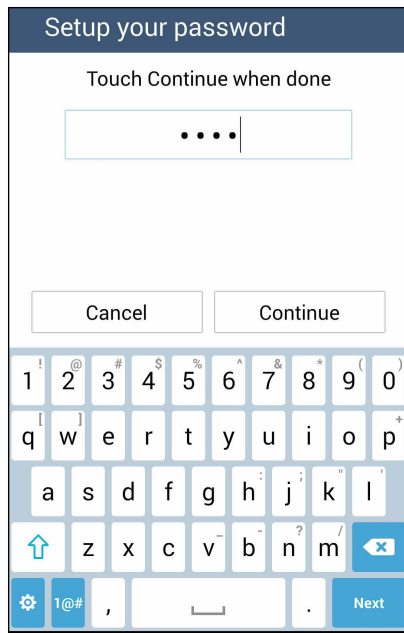 Setup your password
Touch Continue when done
••••
Cancel Continue
! @ # $ % ^ & * ( )
1 2 3 4 5 6 7 8 9 0
[ ] +
q w e r t y u i o p
: ; " '
a s d f g h j k l
_ - ? /
z x c v b n m
1@# , . Next